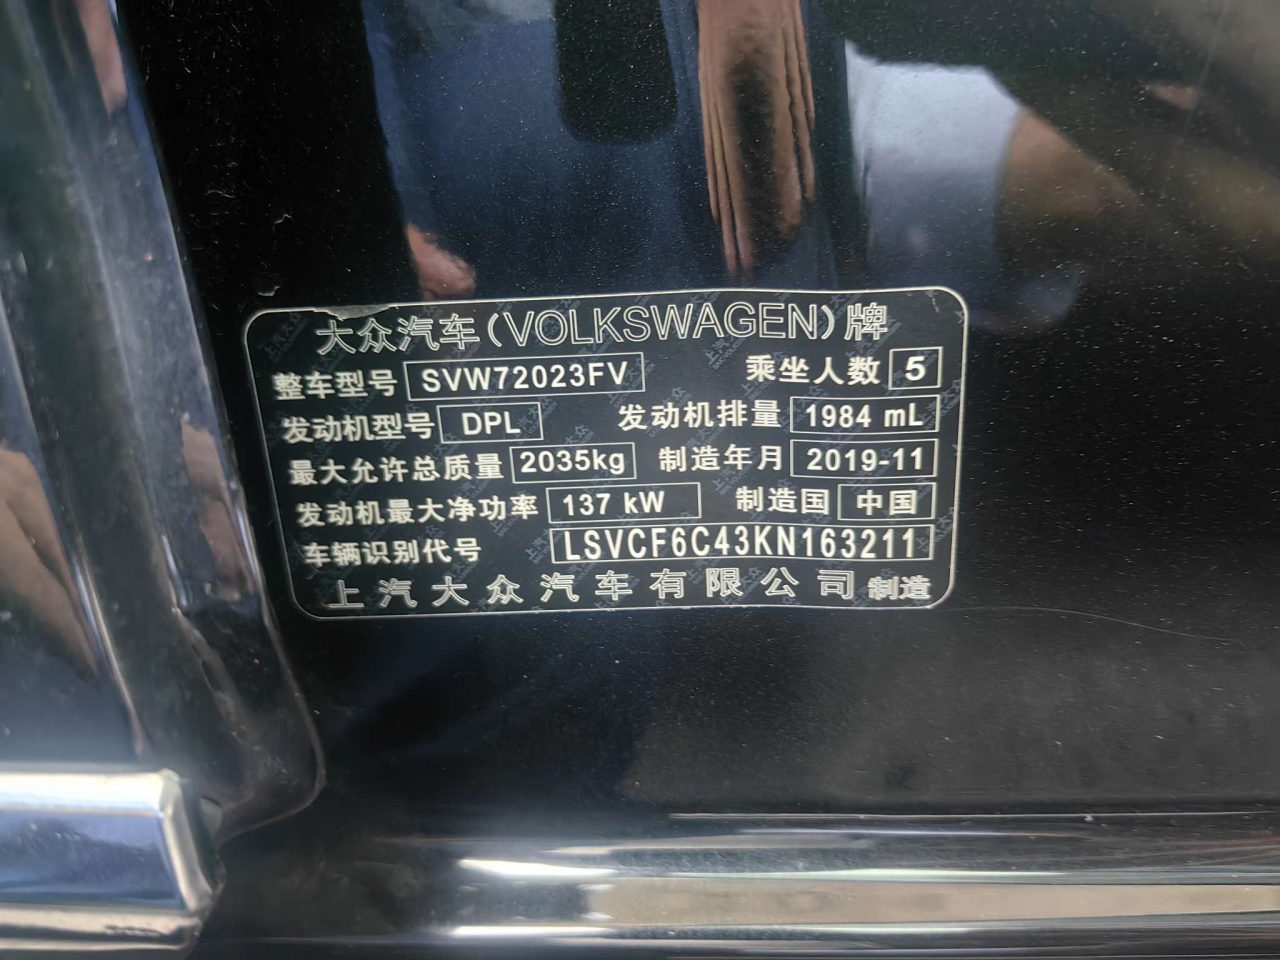 大众汽车(VOLKSWAGEN)牌
整车型号 SVW72023FV 乘坐人数 5
发动机型号 DPL 发动机排量 1984 mL
最大允许总质量 2035kg 制造年月 2019-11
发动机最大净功率 137 kW 制造国 中国
车辆识别代号 LSVCF6C43KN163211
上汽大众汽车有限公司 制造